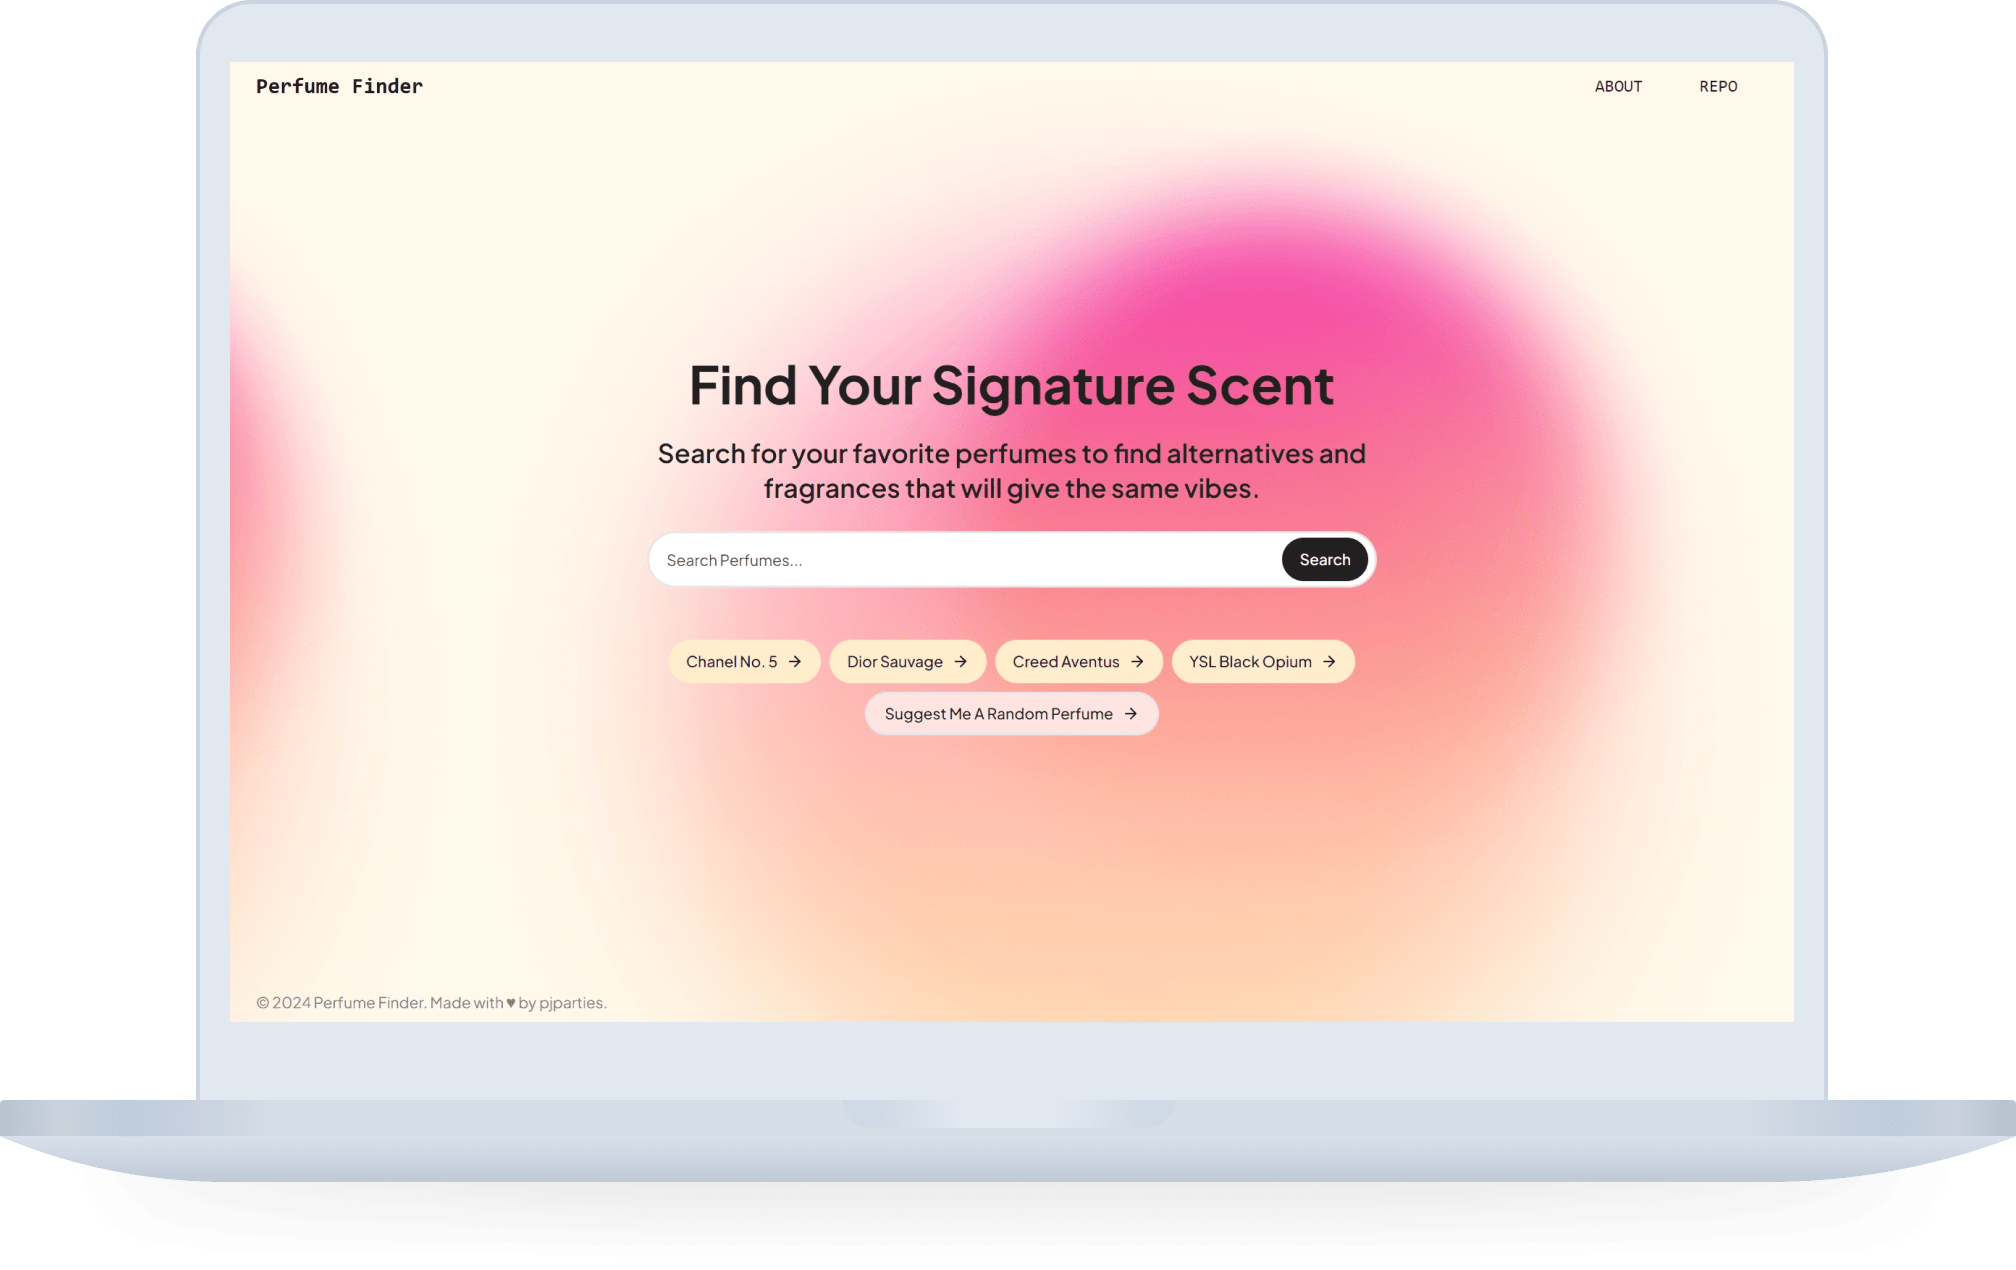 Perfume Finder
ABOUT
REPO
Find Your Signature Scent
Search for your favorite perfumes to find alternatives and
fragrances that will give the same vibes.
Search Perfumes...
Search
Chanel No. 5 →
Dior Sauvage →
Creed Aventus →
YSL Black Opium →
Suggest Me A Random Perfume →
© 2024 Perfume Finder. Made with ♥ by pjparties.